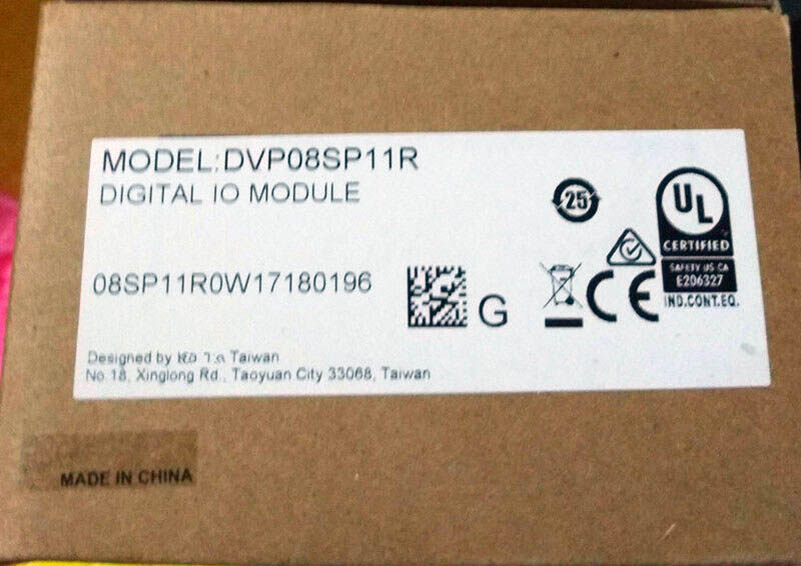 MODEL:DVP08SP11R
DIGITAL IO MODULE
25
UL
CERTIFIED
SAFETY US CA
E206327
IND.CONT.EQ.
CE
08SP11R0W17180196
G
Designed by Taiwan
No.18, Xinglong Rd., Taoyuan City 33068, Taiwan
MADE IN CHINA